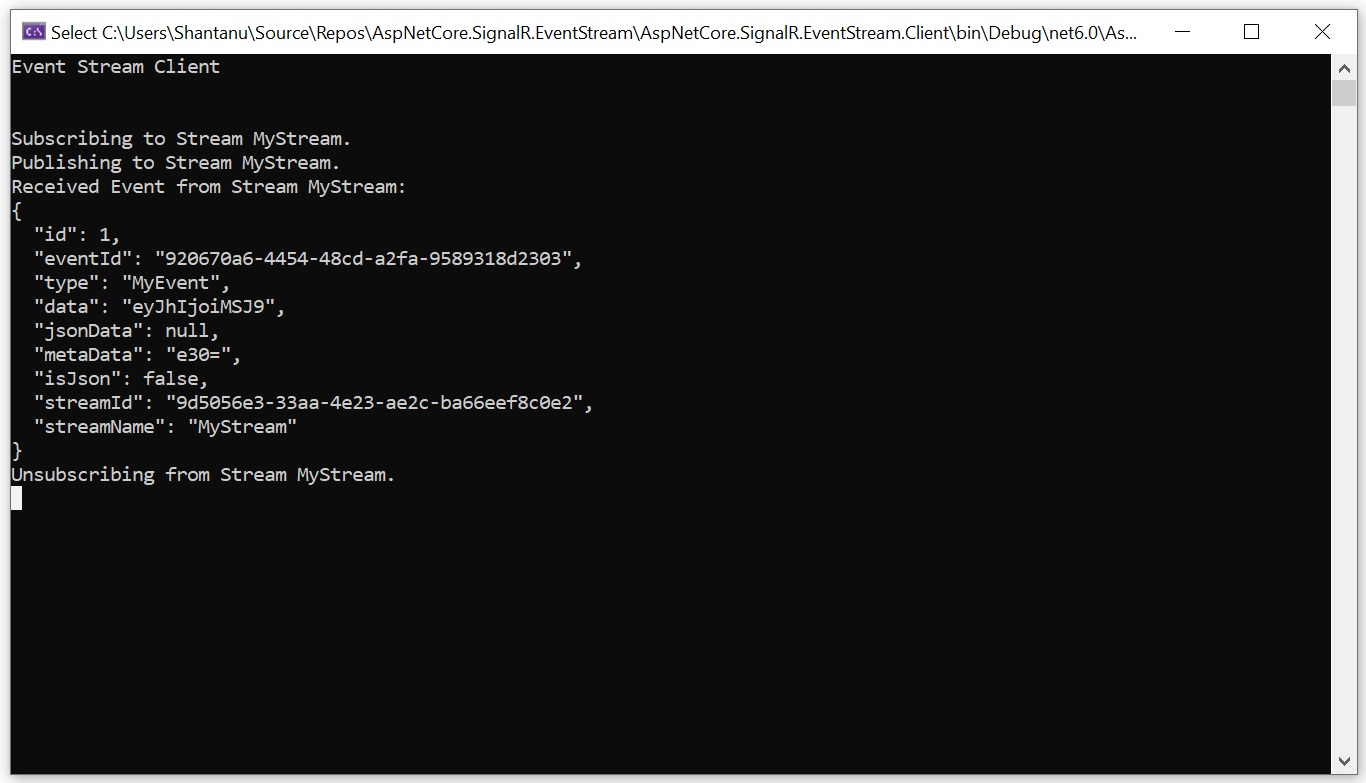 Select C:\Users\Shantanu\Source\Repos\AspNetCore.SignalR.EventStream\AspNetCore.SignalR.EventStream.Client\bin\Debug\net6.0\As...
Event Stream Client
Subscribing to Stream MyStream.
Publishing to Stream MyStream.
Received Event from Stream MyStream:
{
  "id": 1,
  "eventId": "920670a6-4454-48cd-a2fa-9589318d2303",
  "type": "MyEvent",
  "data": "eyJhIjoiMSJ9",
  "jsonData": null,
  "metaData": "e30=",
  "isJson": false,
  "streamId": "9d5056e3-33aa-4e23-ae2c-ba66eef8c0e2",
  "streamName": "MyStream"
}
Unsubscribing from Stream MyStream.